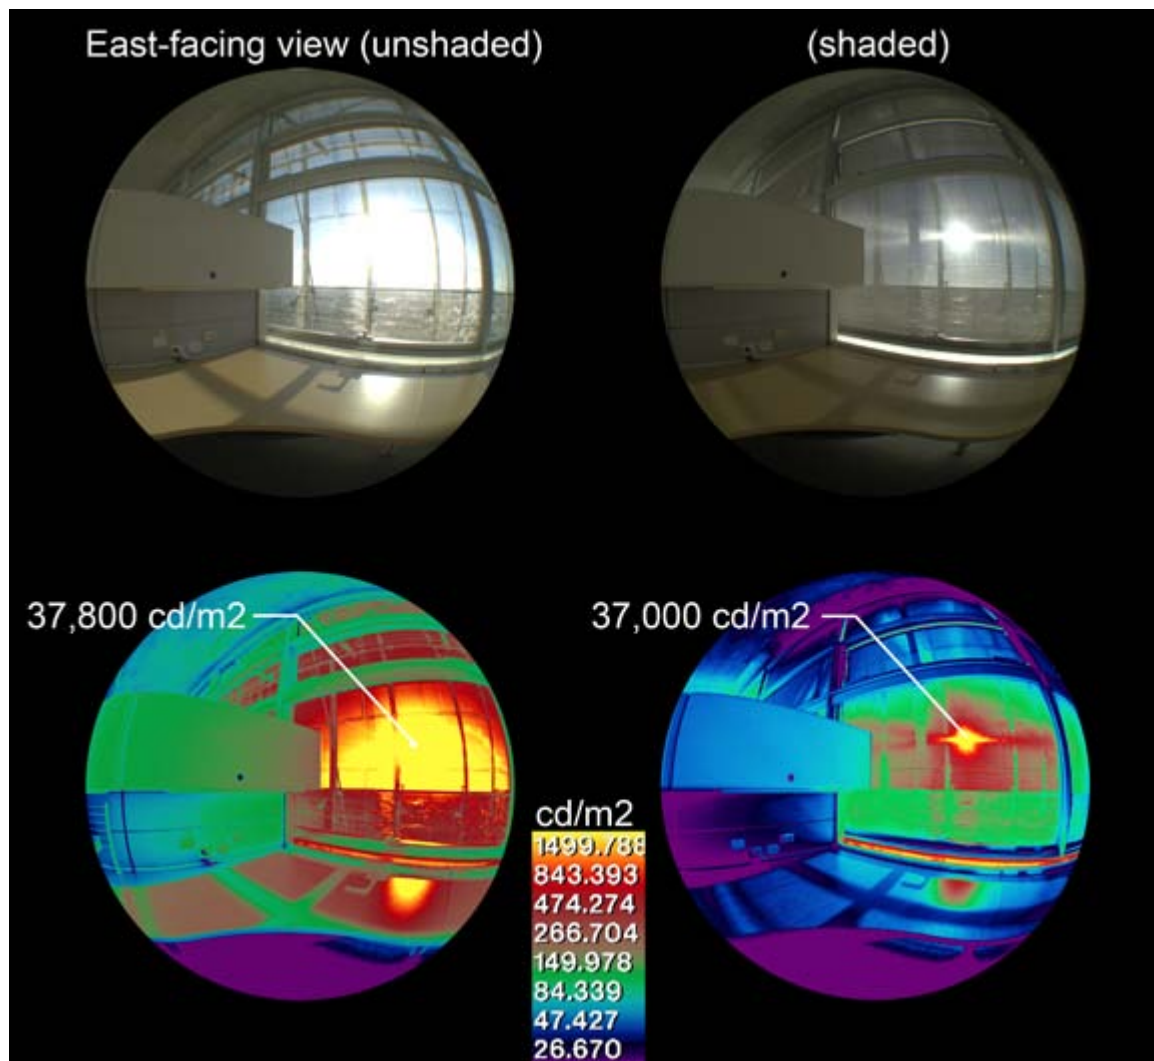 East-facing view (unshaded)
(shaded)
37,800 cd/m2
37,000 cd/m2
cd/m2
1499.788
843.393
474.274
266.704
149.978
84.339
47.427
26.670